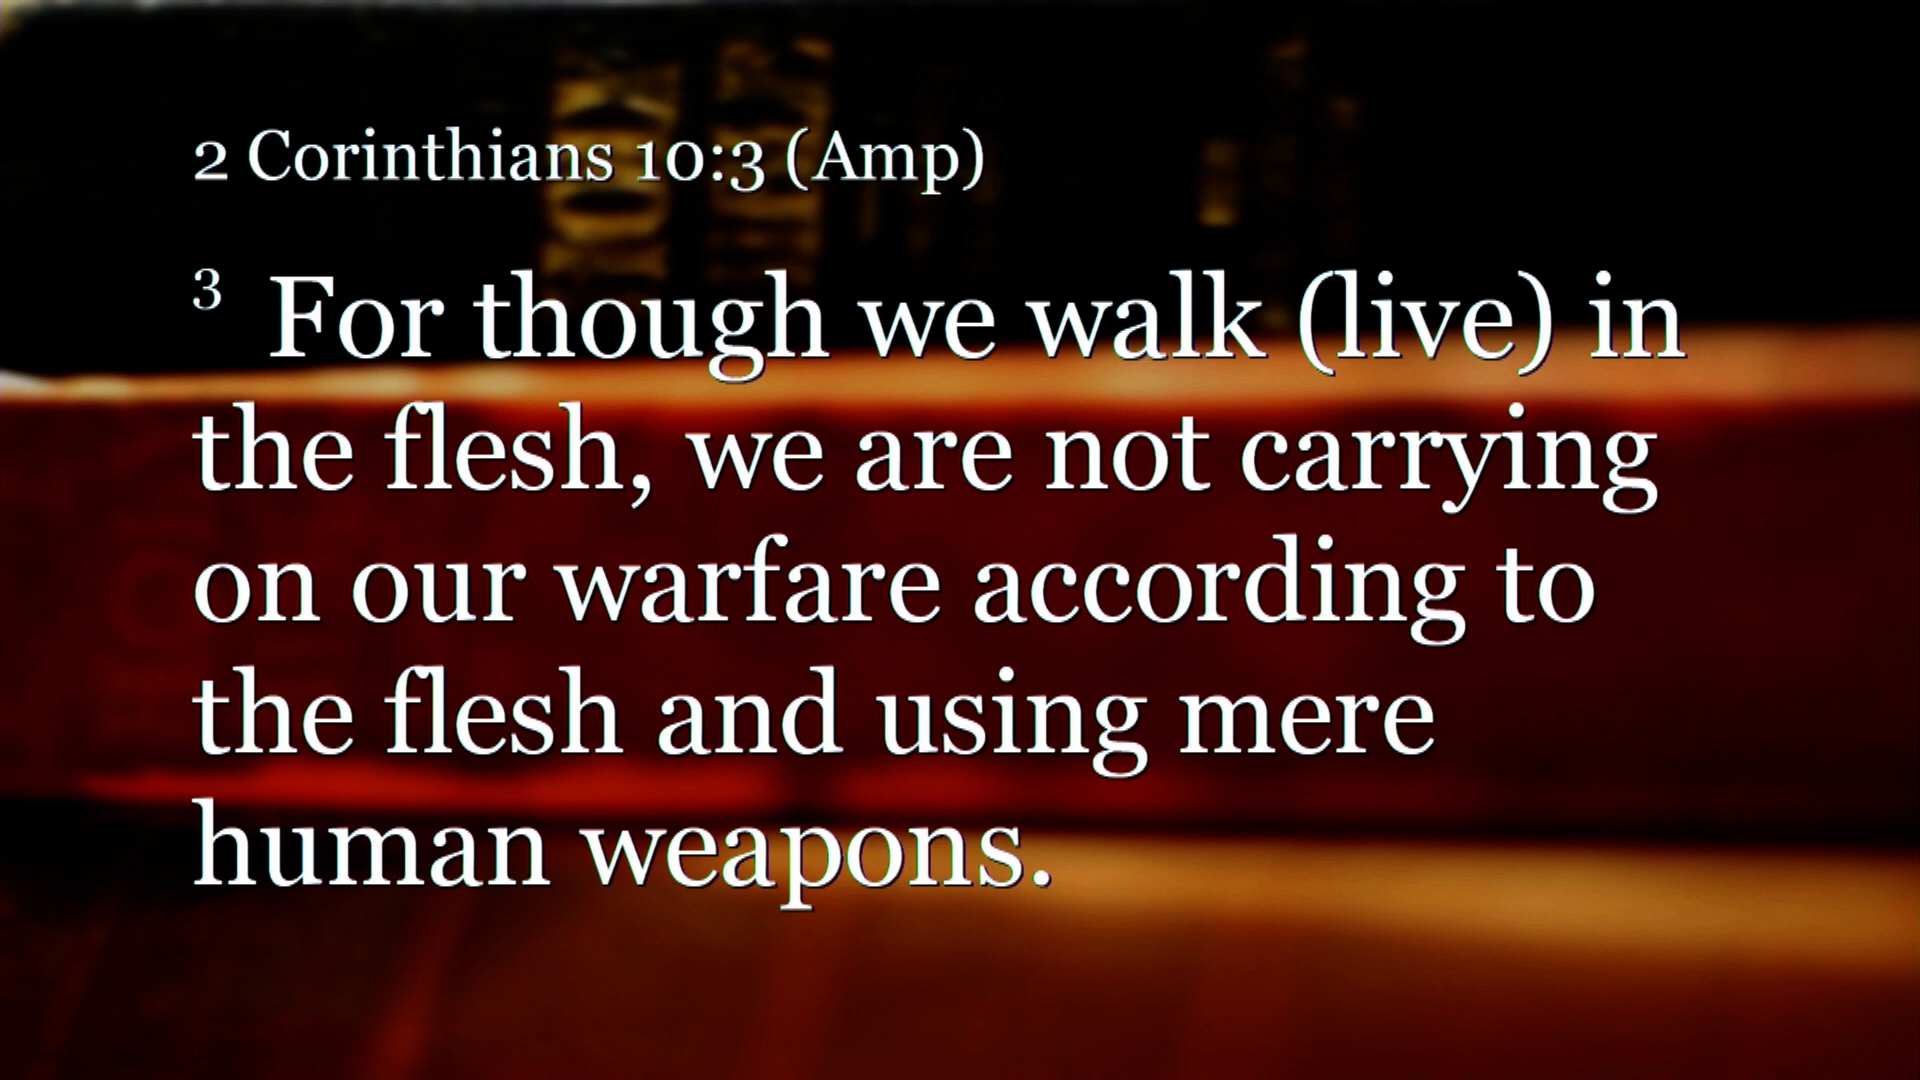 2 Corinthians 10:3 (Amp)
3 For though we walk (live) in
the flesh, we are not carrying
on our warfare according to
the flesh and using mere
human weapons.